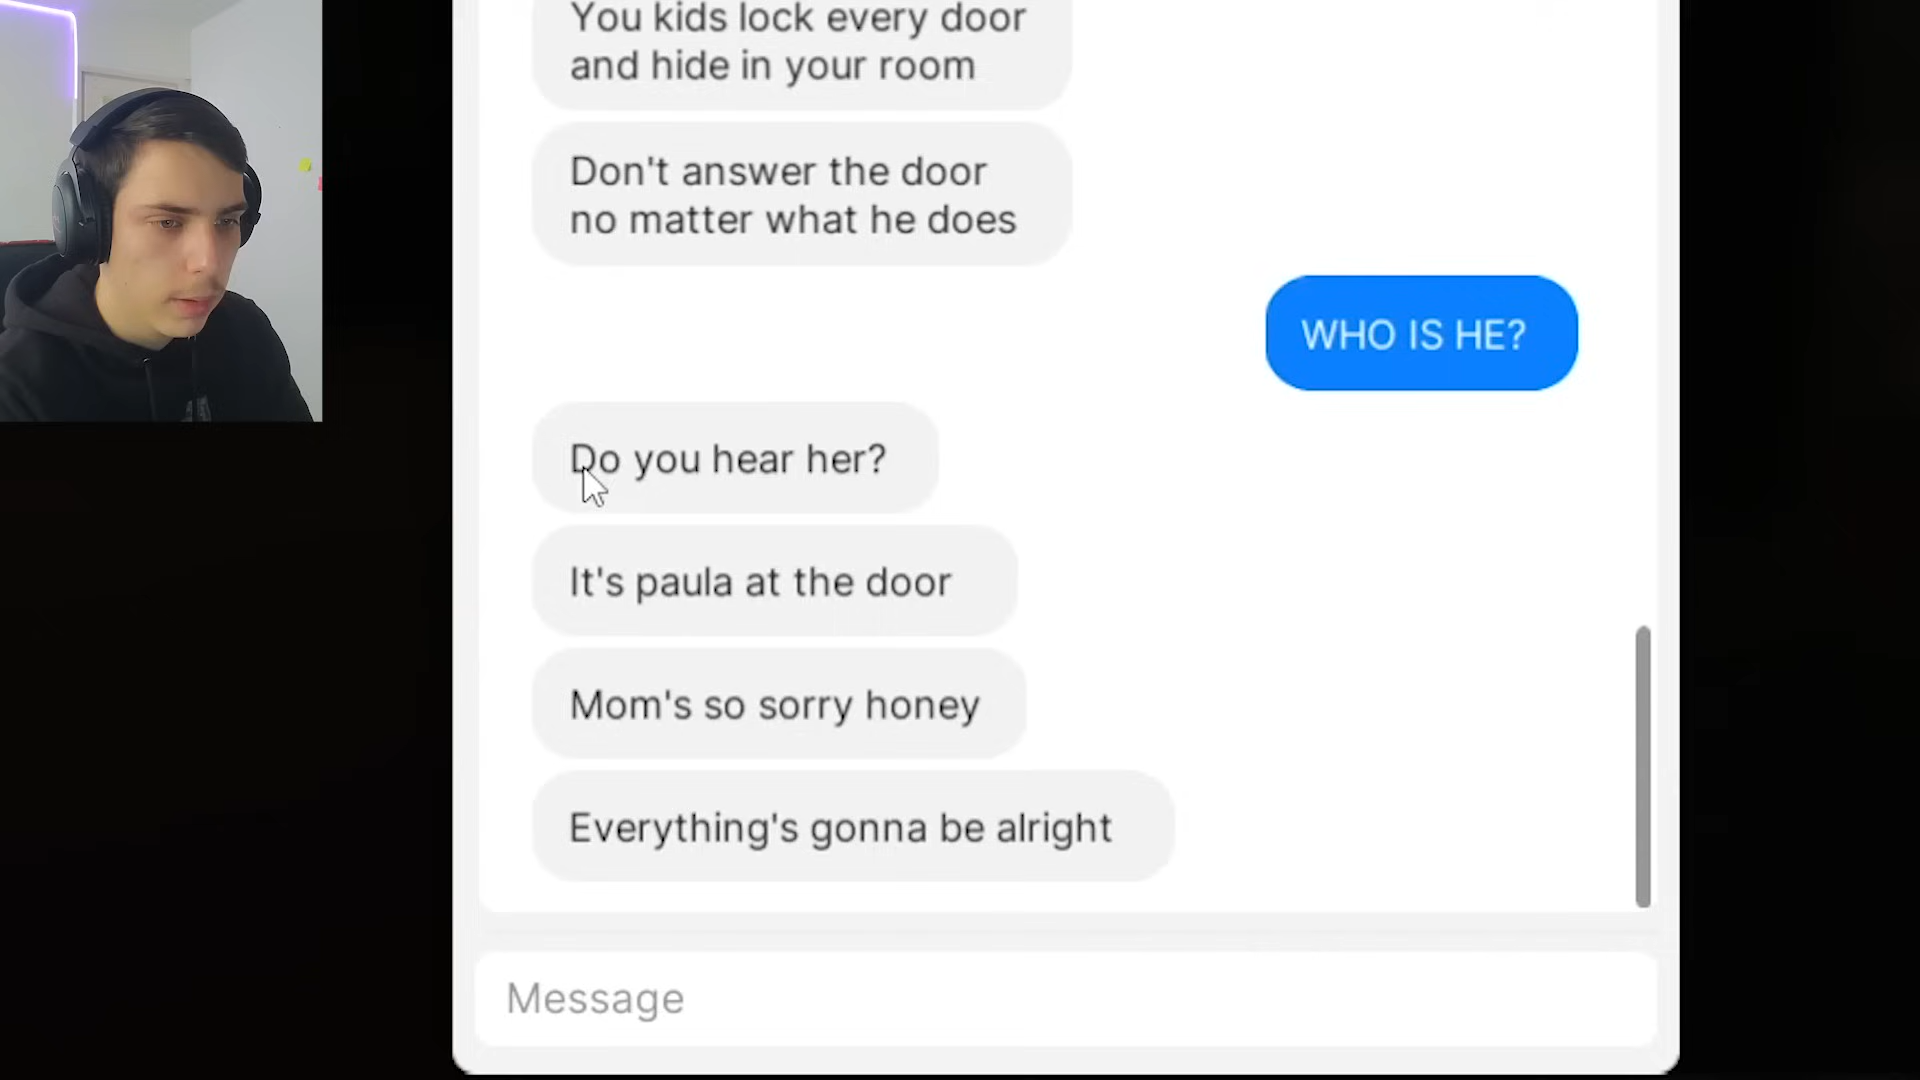 You kids lock every door
and hide in your room
Don't answer the door
no matter what he does
WHO IS HE?
Do you hear her?
It's paula at the door
Mom's so sorry honey
Everything's gonna be alright
Message